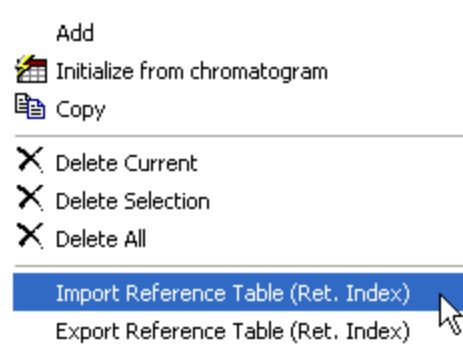 Add
Initialize from chromatogram
Copy
Delete Current
Delete Selection
Delete All
Import Reference Table (Ret. Index)
Export Reference Table (Ret. Index)